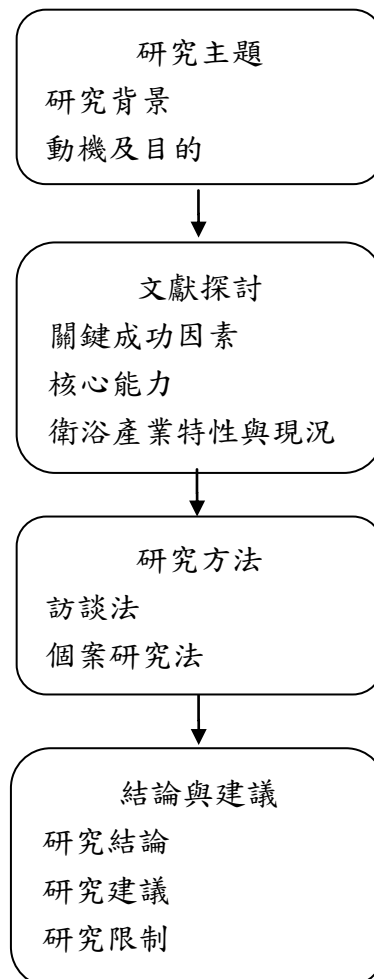 研究主題
研究背景
動機及目的
文獻探討
關鍵成功因素
核心能力
衛浴產業特性與現況
研究方法
訪談法
個案研究法
結論與建議
研究結論
研究建議
研究限制